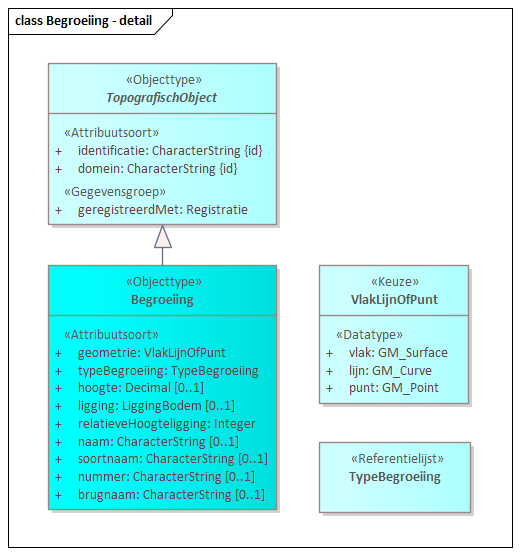 class Begroeiing - detail
«Objecttype»
TopografischObject
«Attribuutsoort»
+ identificatie: CharacterString {id}
+ domein: CharacterString {id}
«Gegevensgroep»
+ geregistreerdMet: Registratie
«Objecttype»
Begroeiing
«Attribuutsoort»
+ geometrie: VlakLijnOfPunt
+ typeBegroeiing: TypeBegroeiing
+ hoogte: Decimal [0..1]
+ ligging: LiggingBodem [0..1]
+ relatieveHoogteligging: Integer
+ naam: CharacterString [0..1]
+ soortnaam: CharacterString [0..1]
+ nummer: CharacterString [0..1]
+ brugnaam: CharacterString [0..1]
«Keuze»
VlakLijnOfPunt
«Datatype»
+ vlak: GM_Surface
+ lijn: GM_Curve
+ punt: GM_Point
«Referentielijst»
TypeBegroeiing